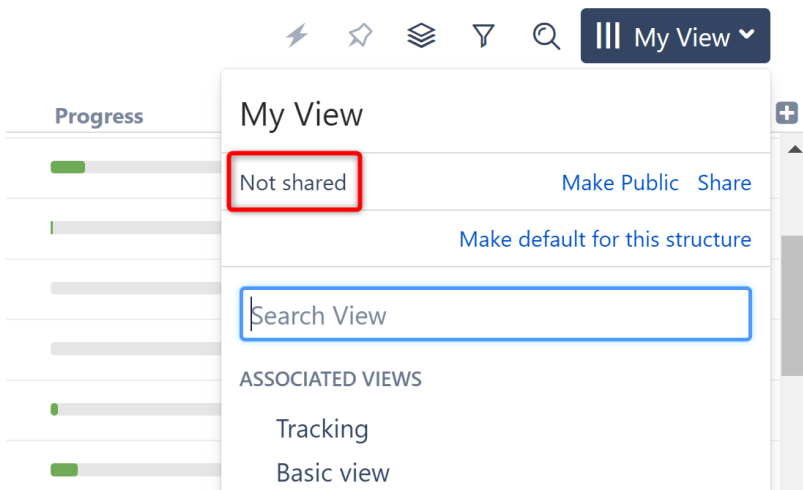 My View
Progress
My View
Not shared Make Public Share
Make default for this structure
Search View
ASSOCIATED VIEWS
Tracking
Basic view